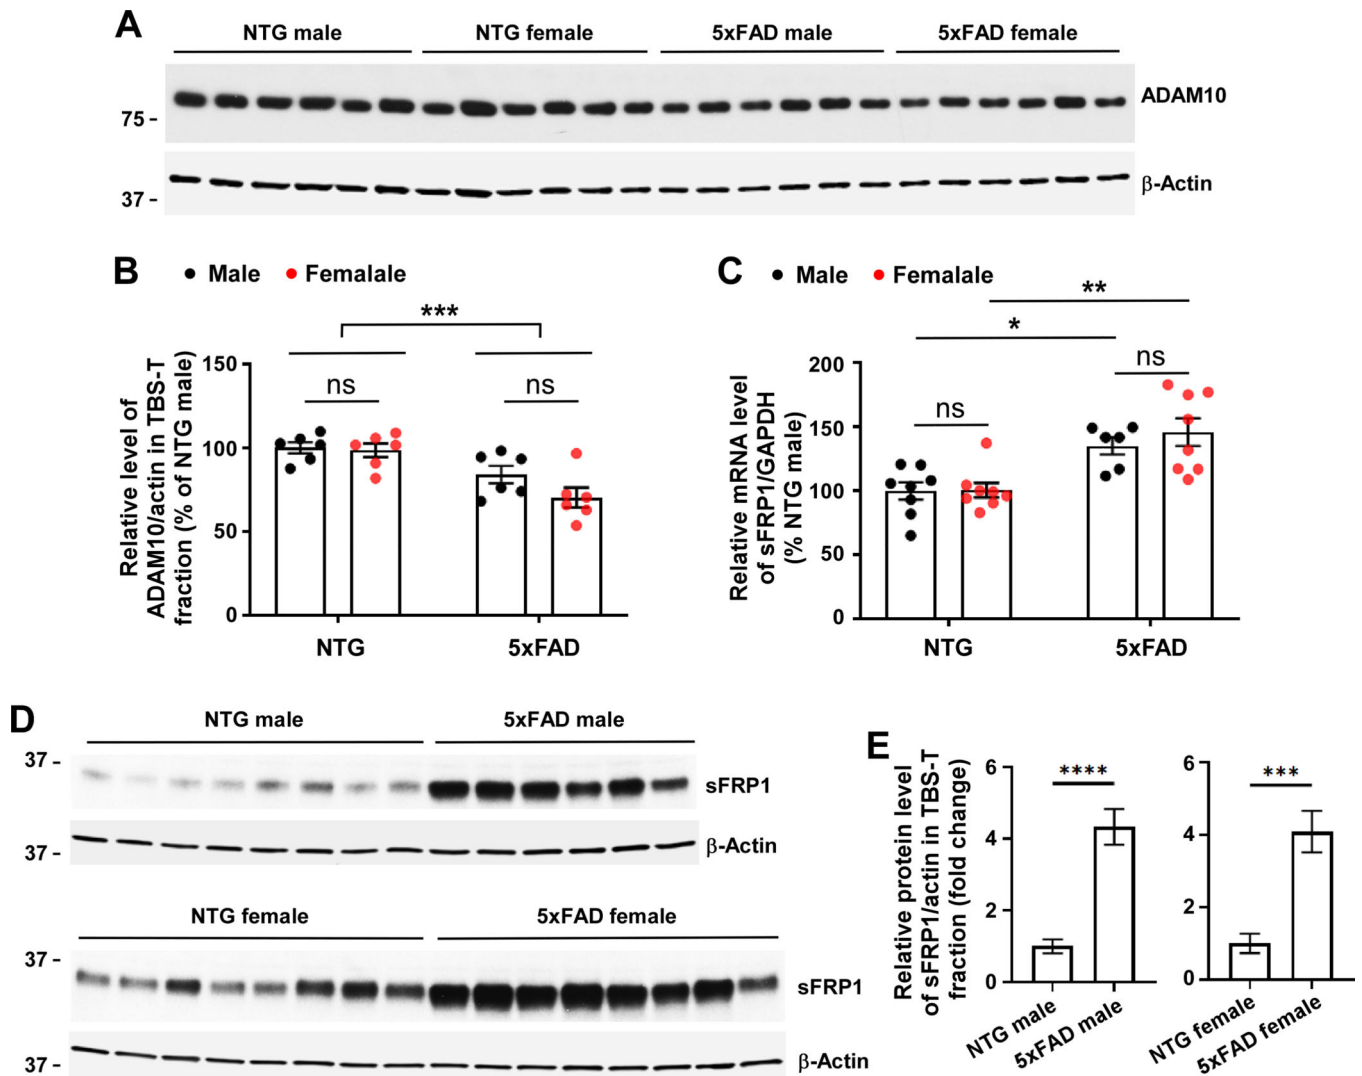 A
NTG male
NTG female
5xFAD male
5xFAD female
ADAM10
75 -
β-Actin
37 -
B
Male
Femalale
***
ns
ns
Relative level of
ADAM10/actin in TBS-T
fraction (% of NTG male)
150
100
50
0
NTG
5xFAD
C
Male
Femalale
**
*
ns
ns
Relative mRNA level
of sFRP1/GAPDH
(% NTG male)
200
150
100
50
0
NTG
5xFAD
D
NTG male
5xFAD male
37 -
sFRP1
β-Actin
37 -
NTG female
5xFAD female
37 -
sFRP1
β-Actin
37 -
E
Relative protein level
of sFRP1/actin in TBS-T
fraction (fold change)
6
4
2
0
****
NTG male
5xFAD male
6
4
2
0
***
NTG female
5xFAD female